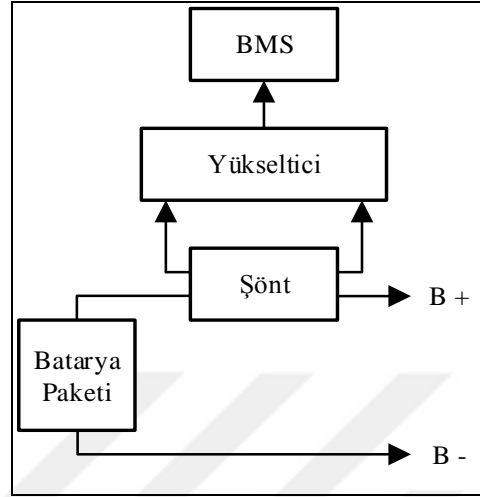 BMS
Yükseltici
Şönt
B +
Batarya
Paketi
B -